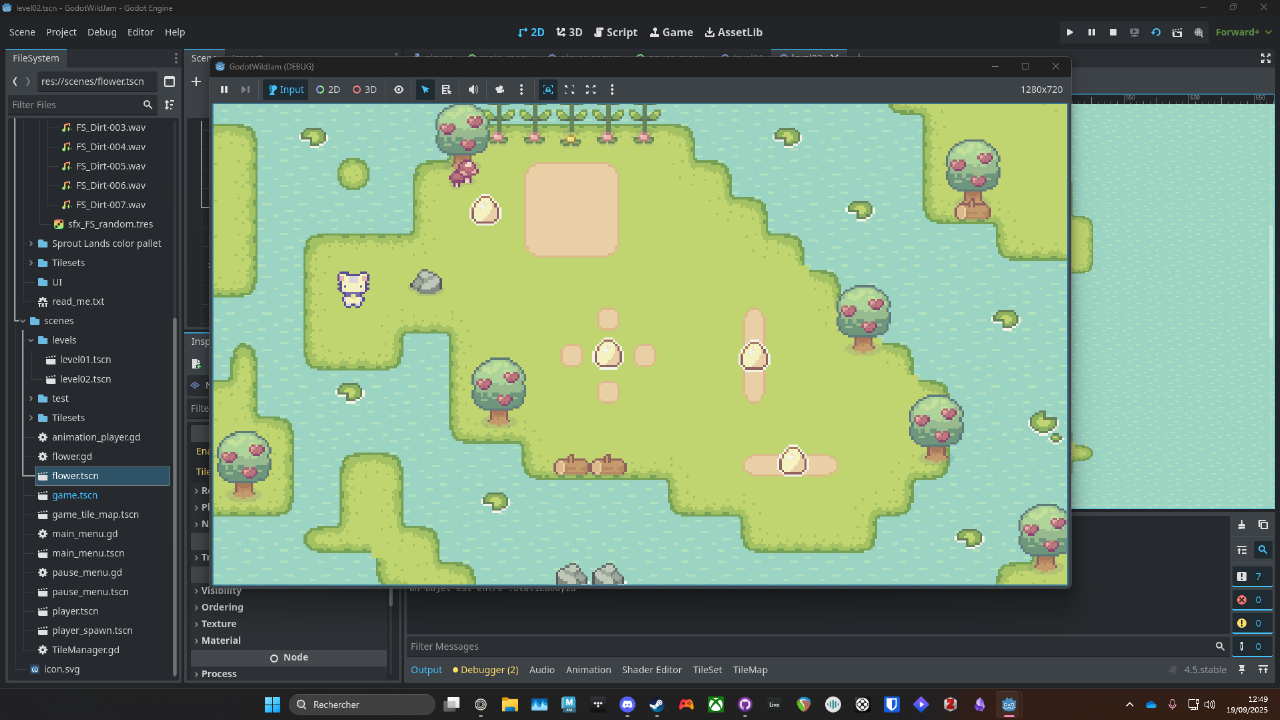 level02.tscn - GodotWildJam - Godot Engine
Scene Project Debug Editor Help
2D 3D Script Game AssetLib
Forward+
FileSystem
Scene
res://scenes/flower.tscn
Filter Files
FS_Dirt-003.wav
FS_Dirt-004.wav
FS_Dirt-005.wav
FS_Dirt-006.wav
FS_Dirt-007.wav
sfx_FS_random.tres
Sprout Lands color pallet
Tilesets
UI
read_me.txt
scenes
levels
level01.tscn
level02.tscn
test
Tilesets
animation_player.gd
flower.gd
flower.tscn
game.tscn
game_tile_map.tscn
main_menu.gd
main_menu.tscn
pause_menu.gd
pause_menu.tscn
player.tscn
player_spawn.tscn
TileManager.gd
icon.svg
GodotWildJam (DEBUG)
Input 2D 3D
1280x720
550 600 650
Visibility
Ordering
Texture
Material
Node
Process
7
0
0
0
Filter Messages
Output Debugger (2) Audio Animation Shader Editor TileSet TileMap
4.5.stable
Rechercher
12:49
19/09/2025